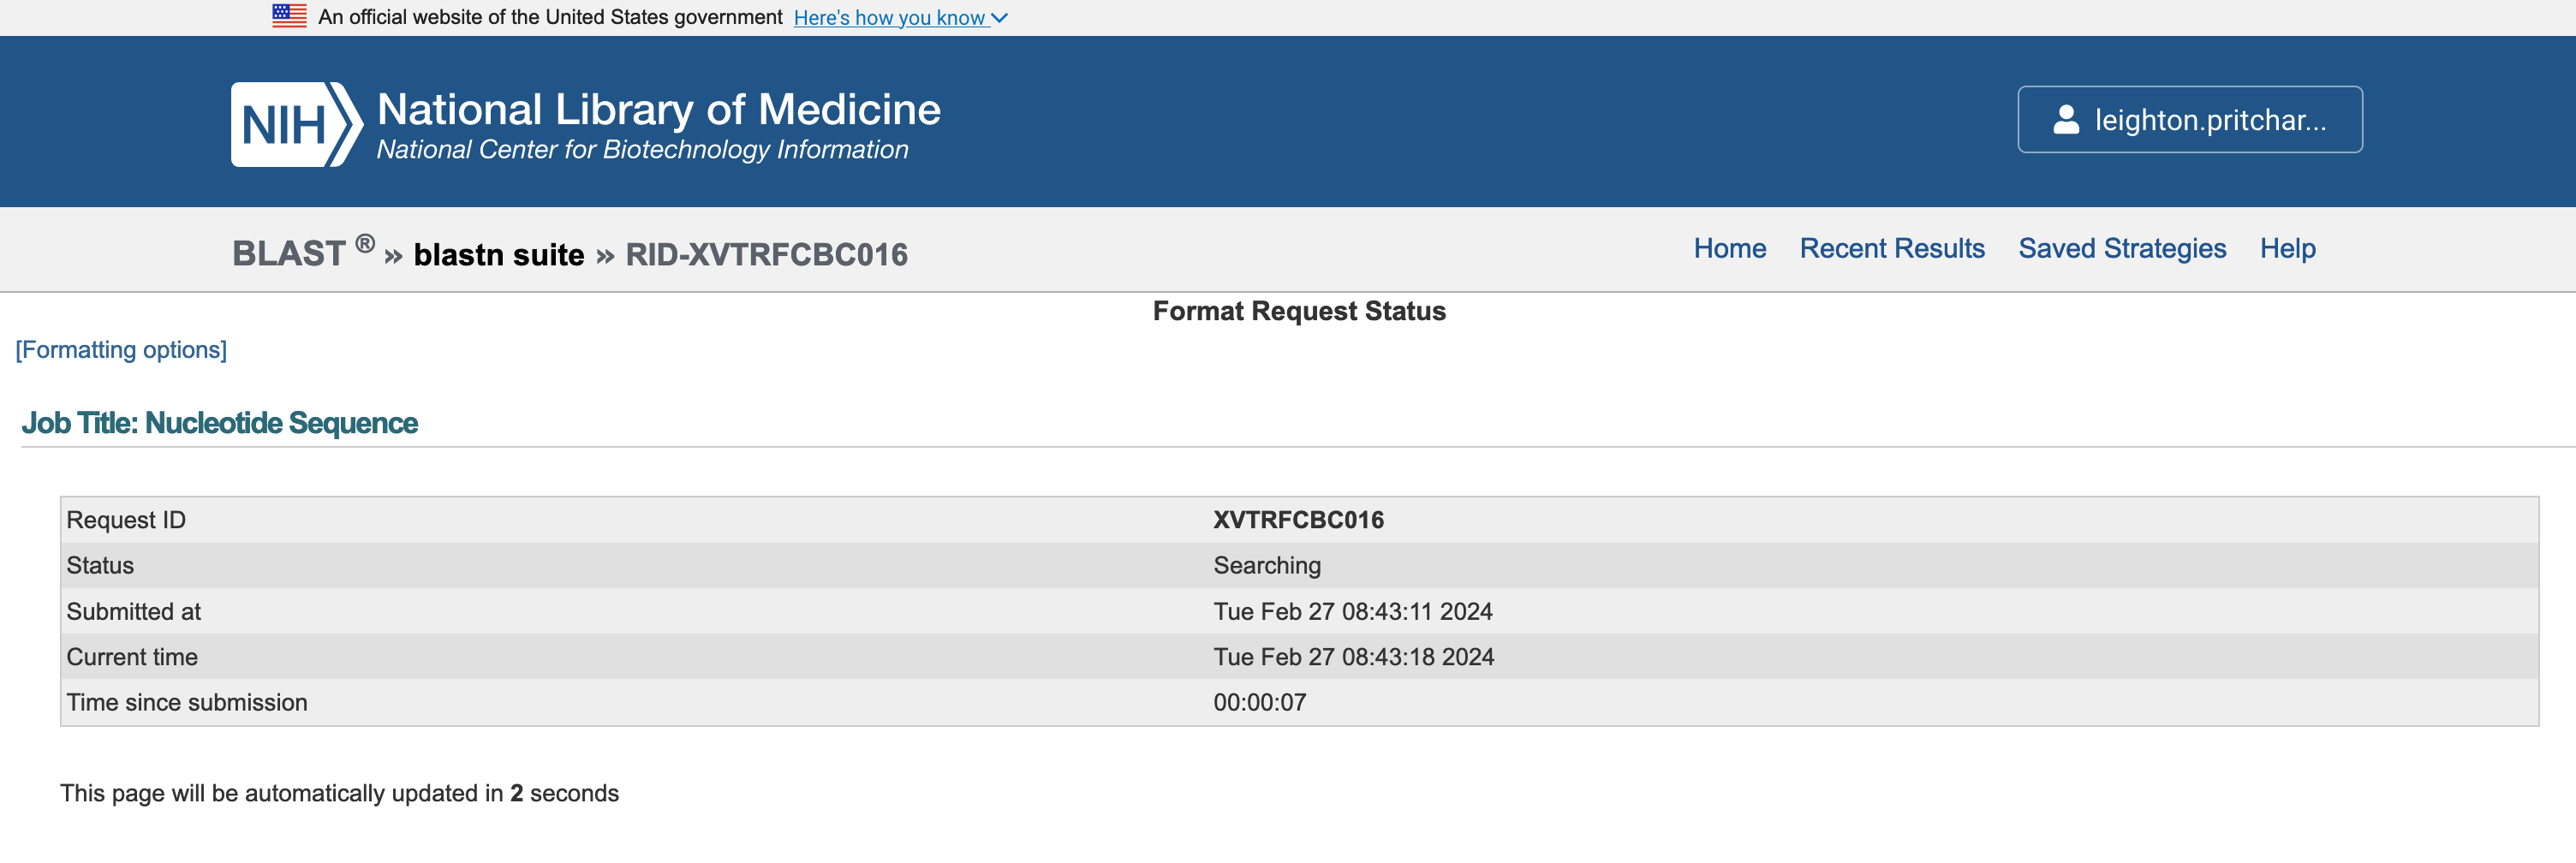 An official website of the United States government Here's how you know
NIH National Library of Medicine
National Center for Biotechnology Information
leighton.pritchar...
BLAST ® » blastn suite » RID-XVTRFCBC016
Home Recent Results Saved Strategies Help
Format Request Status
[Formatting options]
Job Title: Nucleotide Sequence
Request ID XVTRFCBC016
Status Searching
Submitted at Tue Feb 27 08:43:11 2024
Current time Tue Feb 27 08:43:18 2024
Time since submission 00:00:07
This page will be automatically updated in 2 seconds